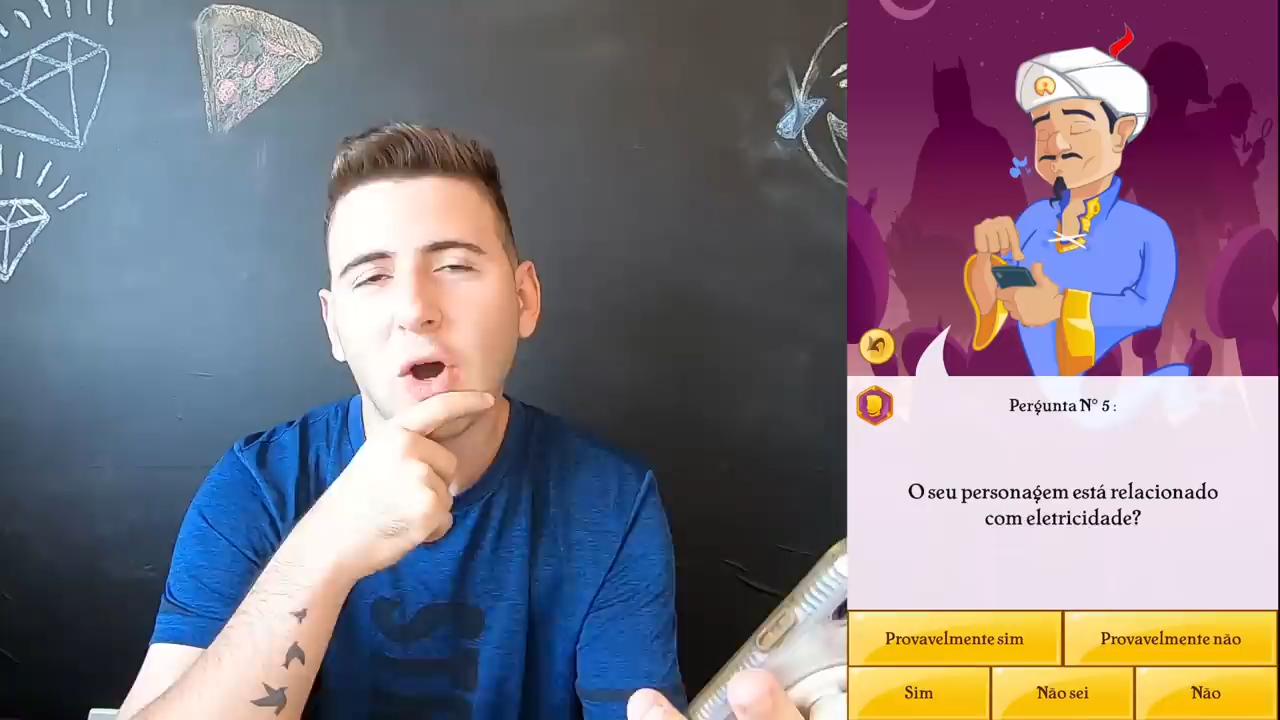 Pergunta Nº 5 :
O seu personagem está relacionado
com eletricidade?
Provavelmente sim
Provavelmente não
Sim
Não sei
Não